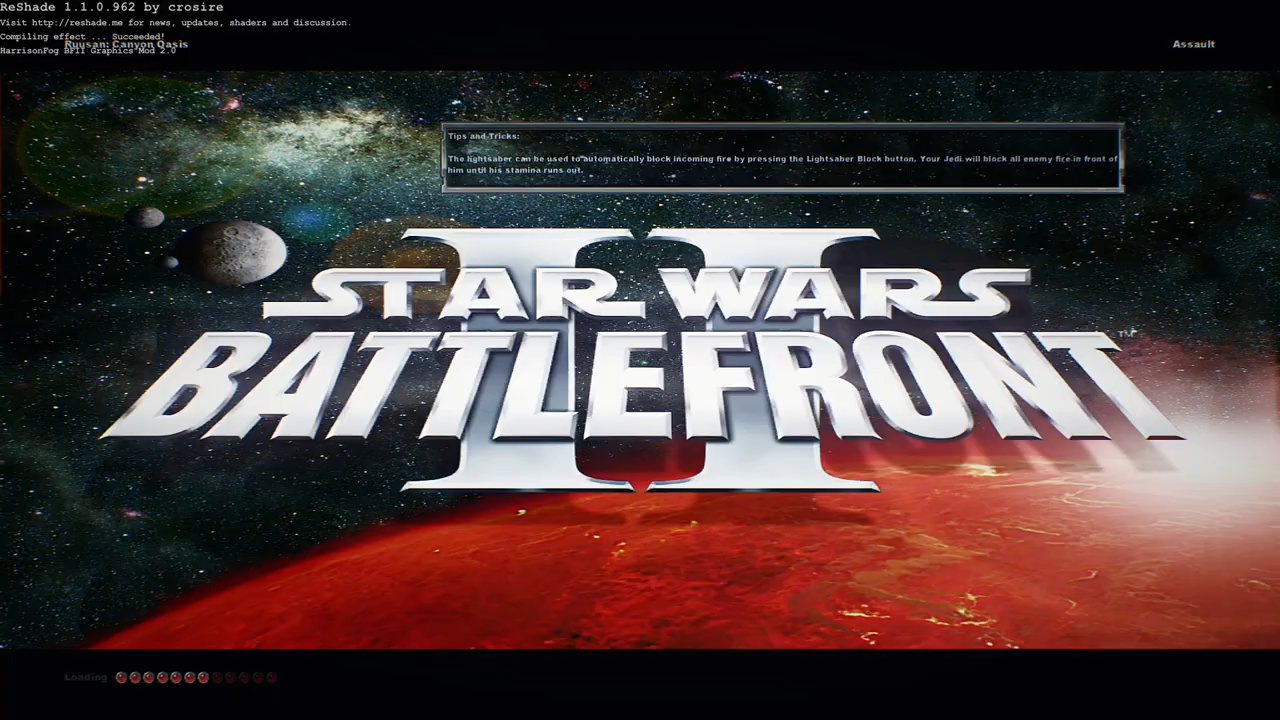 ReShade 1.1.0.962 by crosire
Visit http://reshade.me for news, updates, shaders and discussion.
Compiling effect ... Succeeded!
Ruusan: Canyon Oasis
Assault
HarrisonFog BFII Graphics Mod 2.0
Tips and Tricks:
The lightsaber can be used to automatically block incoming fire by pressing the Lightsaber Block button. Your Jedi will block all enemy fire in front of
him until his stamina runs out.
II
STAR WARS
BATTLEFRONT™
Loading